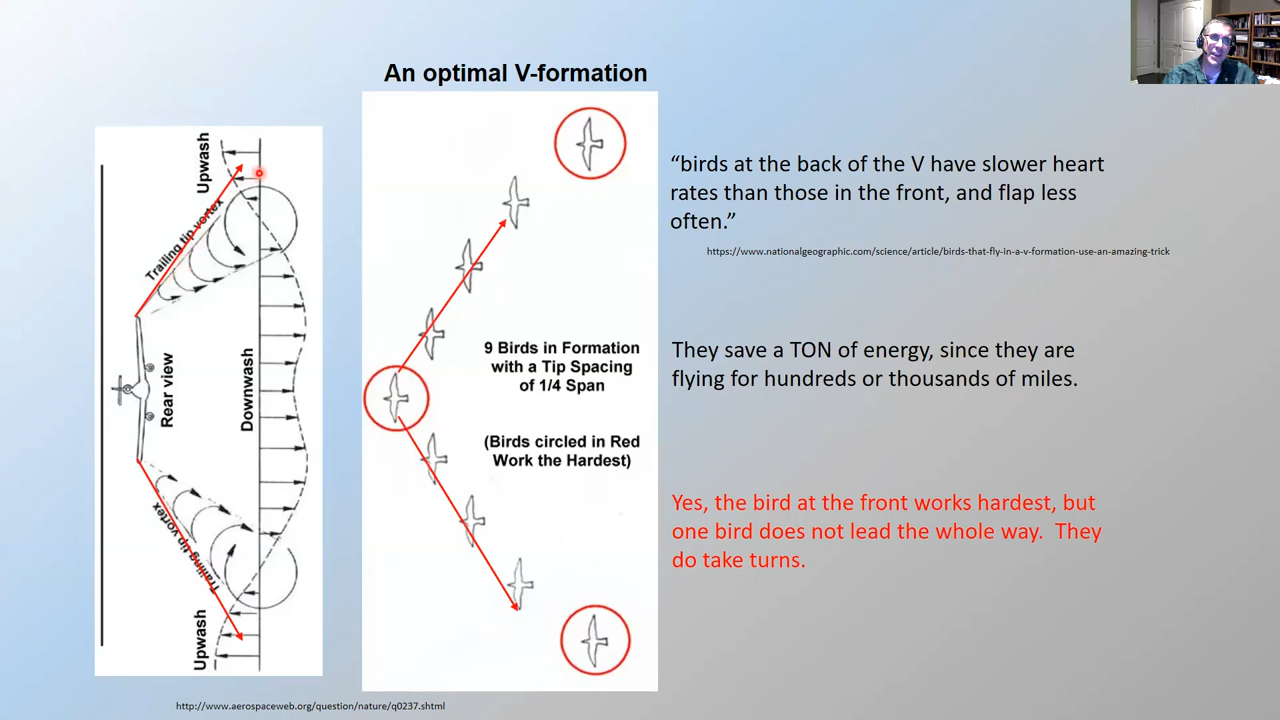 An optimal V-formation
Upwash
Trailing tip vortex
Rear view
Downwash
Trailing tip vortex
Upwash
9 Birds in Formation
with a Tip Spacing
of 1/4 Span
(Birds circled in Red
Work the Hardest)
“birds at the back of the V have slower heart
rates than those in the front, and flap less
often.”
https://www.nationalgeographic.com/science/article/birds-that-fly-in-a-v-formation-use-an-amazing-trick
They save a TON of energy, since they are
flying for hundreds or thousands of miles.
Yes, the bird at the front works hardest, but
one bird does not lead the whole way.  They
do take turns.
http://www.aerospaceweb.org/question/nature/q0237.shtml